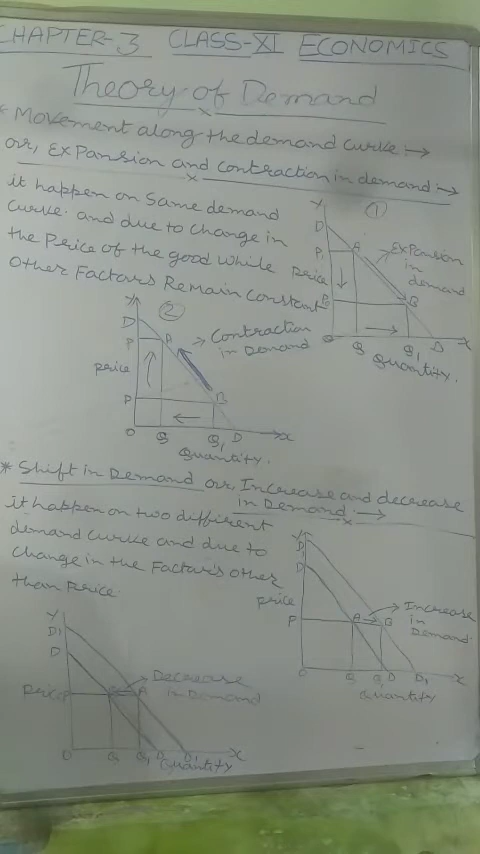 CHAPTER-3 CLASS-XI ECONOMICS
Theory of Demand
* Movement along the demand curve →
or, Expansion and contraction in demand →
it happen on Same demand
curve. and due to change in
the Price of the good while
Other Factors Remain constant
①
Y
D
P1
A
→ Expansion
in
demand
Price
P0
B
O
Q
Q1
D
X
Quantity.
②
Y
D
P
A
→ Contraction
in Demand
Price
P
B
O
Q
Q1
D
X
Quantity.
* Shift in Demand or, Increase and decrease
in Demand →
it happen on two different
demand curve and due to
change in the Factors other
than Price.
Y
D1
D
Price
P
A
B
→ Increase
in
Demand.
O
Q
Q1
D
D1
X
Quantity
Y
D1
D
Price
P
A
→ Decrease
in Demand
O
Q
Q1
D
D1
X
Quantity